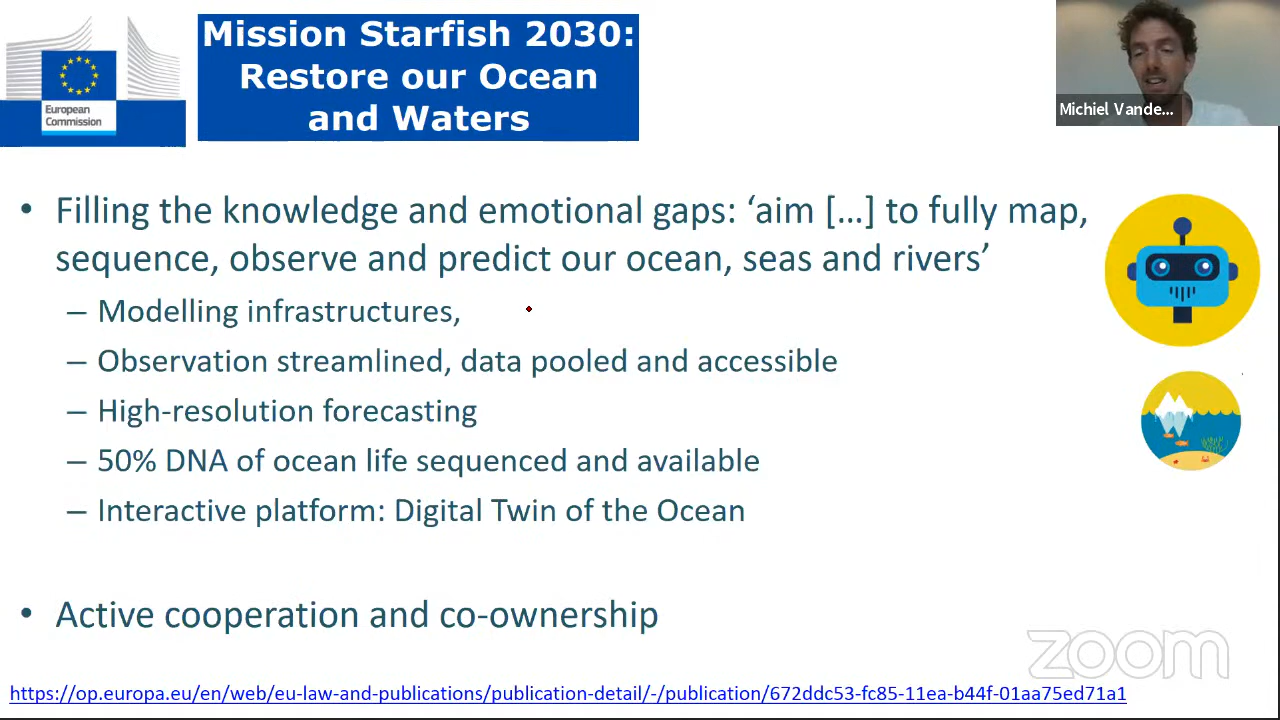 Mission Starfish 2030:
Restore our Ocean
and Waters
European
Commission
Michiel Vande...
• Filling the knowledge and emotional gaps: ‘aim […] to fully map,
sequence, observe and predict our ocean, seas and rivers’
– Modelling infrastructures,
– Observation streamlined, data pooled and accessible
– High-resolution forecasting
– 50% DNA of ocean life sequenced and available
– Interactive platform: Digital Twin of the Ocean
• Active cooperation and co-ownership
zoom
https://op.europa.eu/en/web/eu-law-and-publications/publication-detail/-/publication/672ddc53-fc85-11ea-b44f-01aa75ed71a1